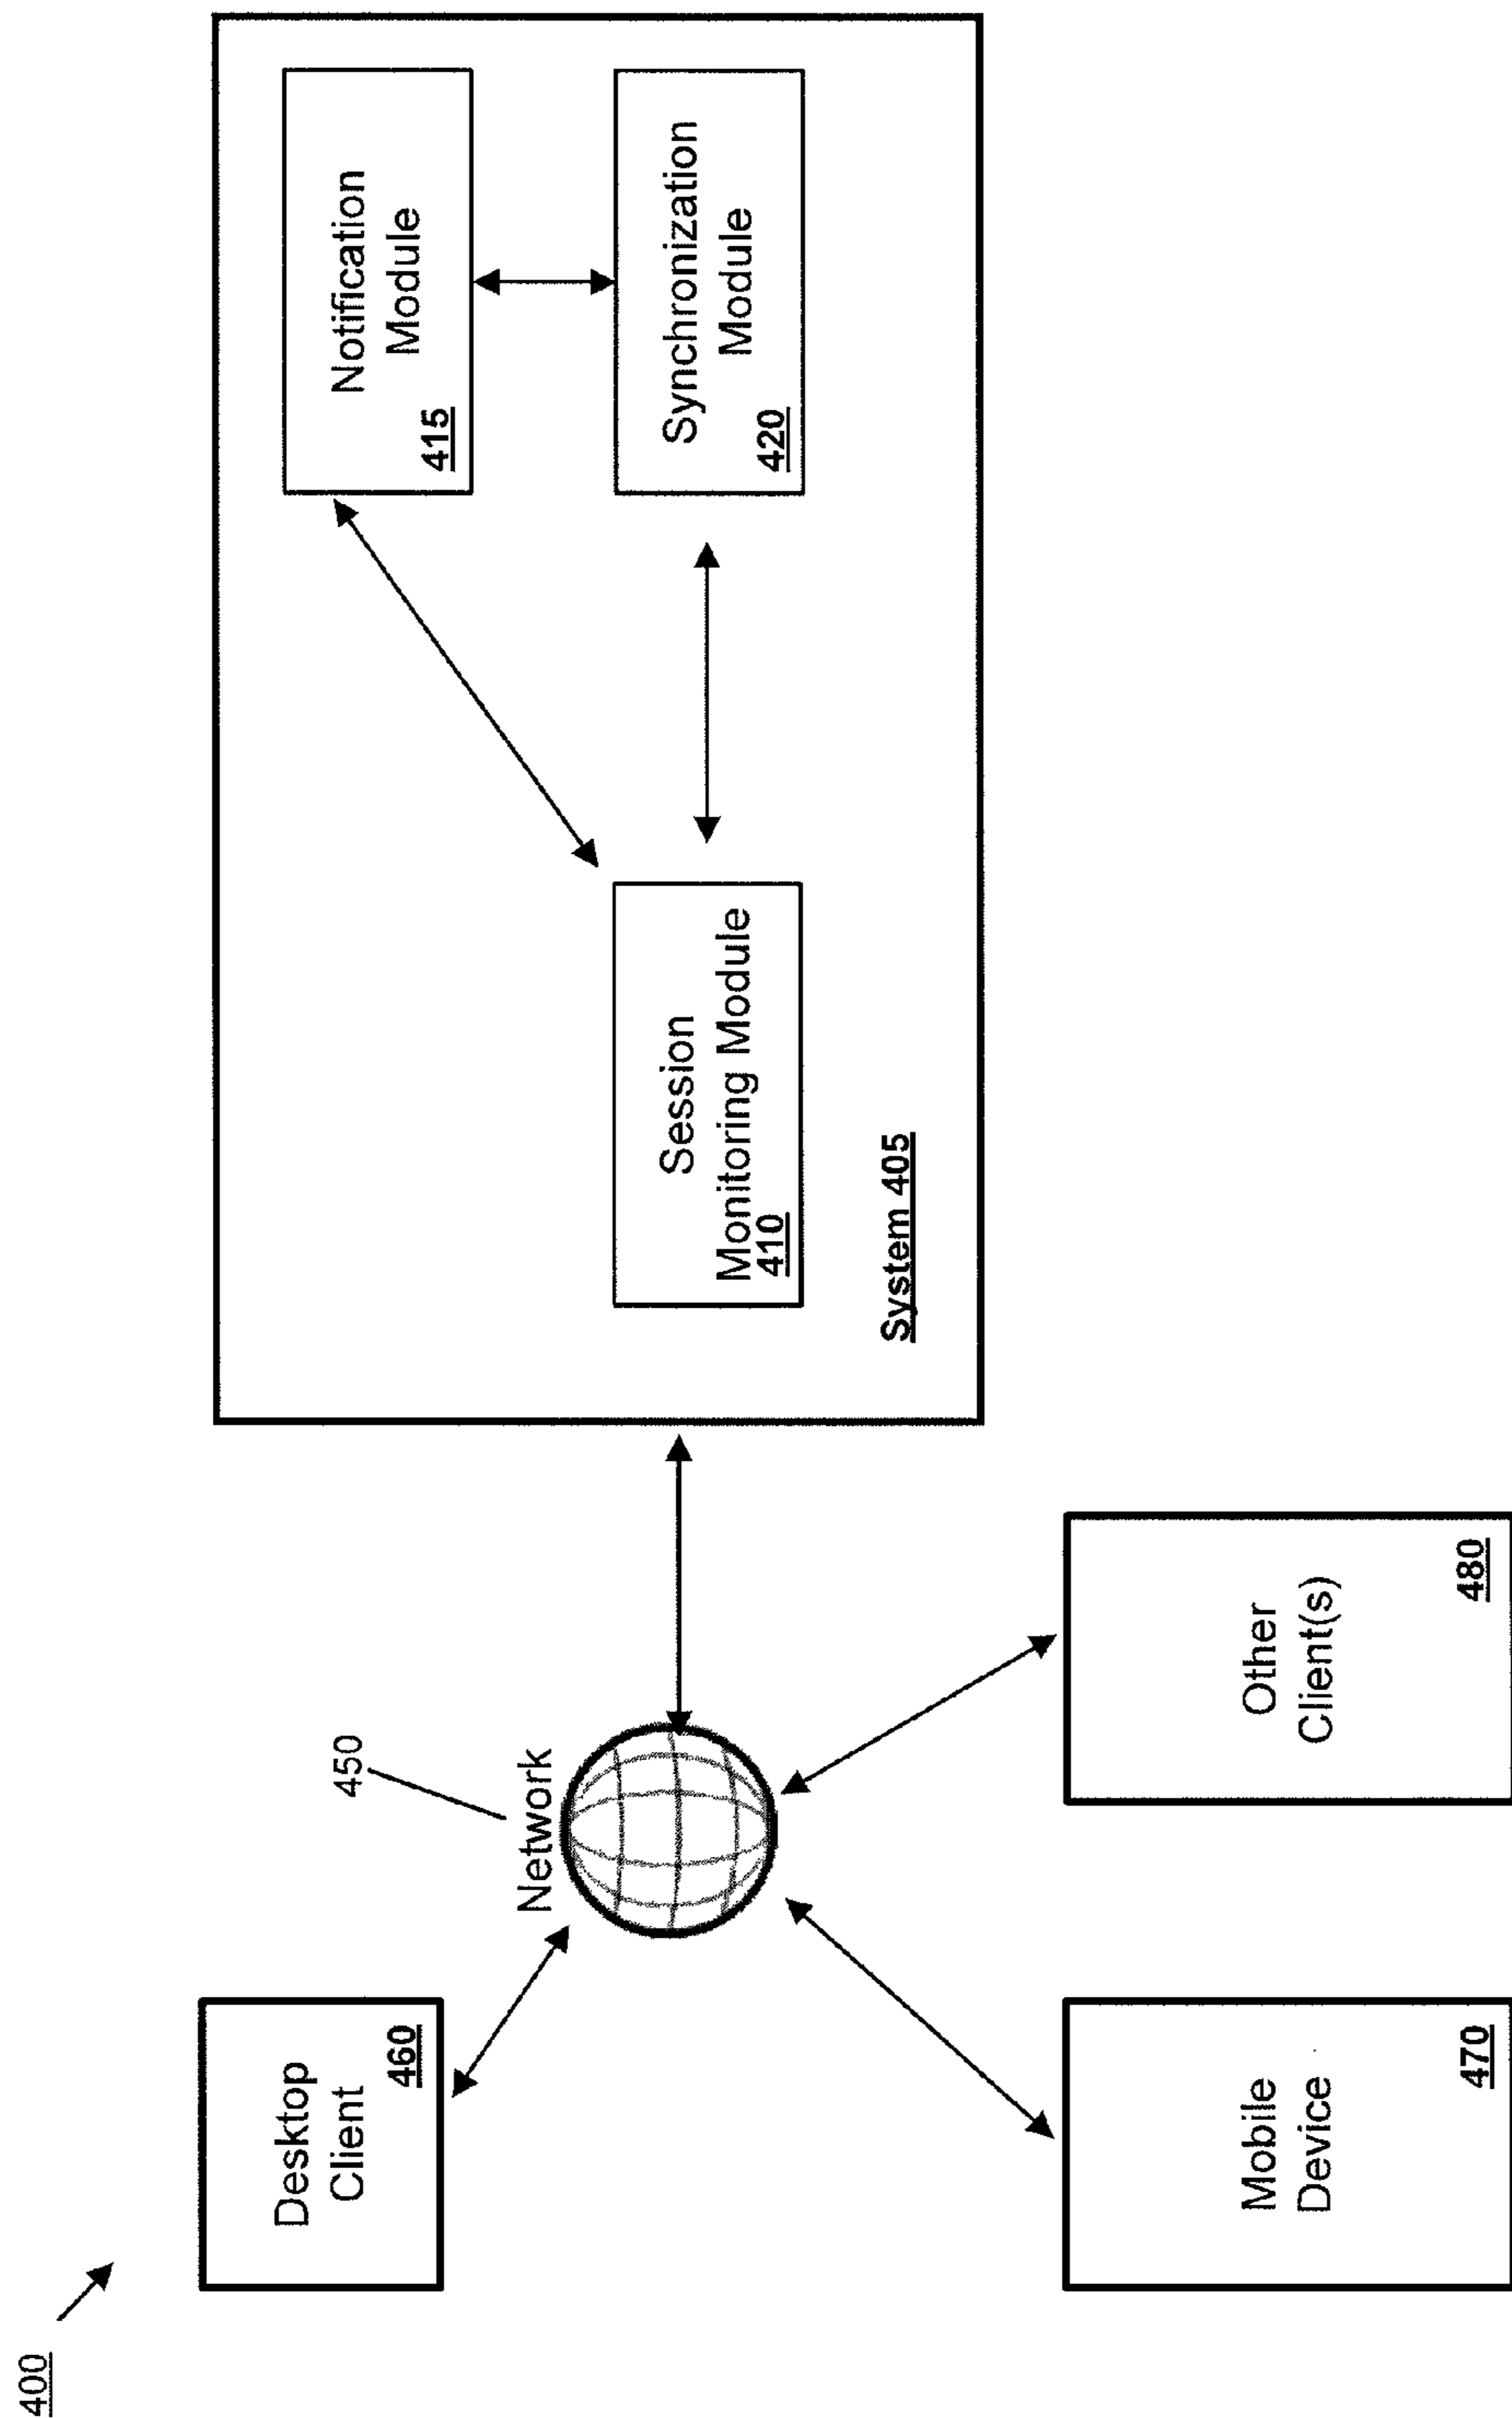 400
Desktop
Client
460
450
Network
Mobile
Device
470
Other
Client(s)
480
System 405
Session
Monitoring Module
410
Notification
Module
415
Synchronization
Module
420